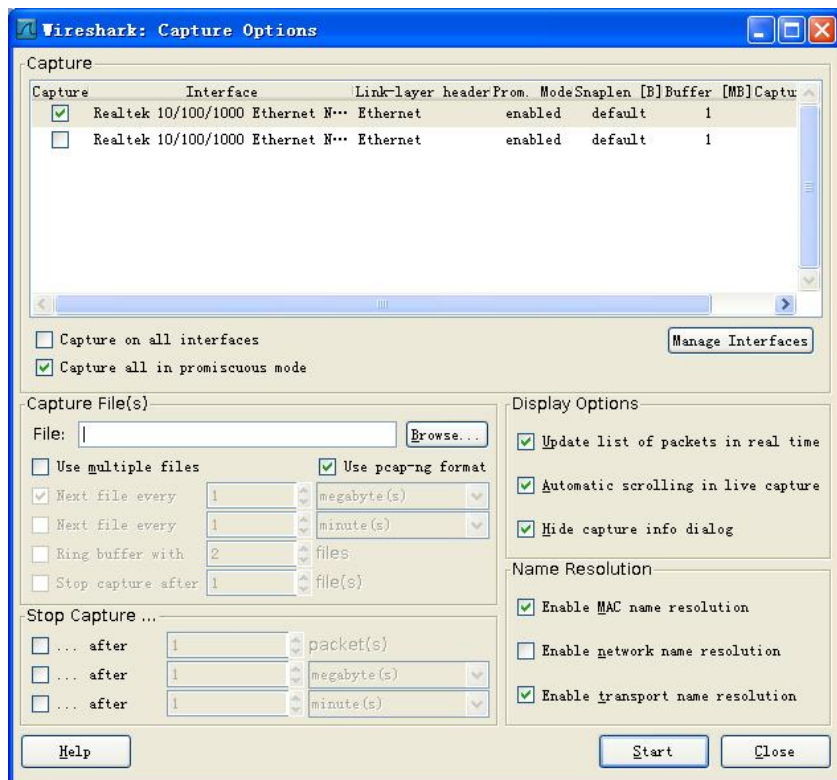 Wireshark: Capture Options
Capture
Capture Interface Link-layer header Prom. Mode Snaplen [B] Buffer [MB] Captu
Realtek 10/100/1000 Ethernet N··· Ethernet enabled default 1
Realtek 10/100/1000 Ethernet N··· Ethernet enabled default 1
Capture on all interfaces
Manage Interfaces
Capture all in promiscuous mode
Capture File(s)
File:
Browse...
Use multiple files
Use pcap-ng format
Next file every 1 megabyte(s)
Next file every 1 minute(s)
Ring buffer with 2 files
Stop capture after 1 file(s)
Stop Capture ...
... after 1 packet(s)
... after 1 megabyte(s)
... after 1 minute(s)
Display Options
Update list of packets in real time
Automatic scrolling in live capture
Hide capture info dialog
Name Resolution
Enable MAC name resolution
Enable network name resolution
Enable transport name resolution
Help
Start
Close